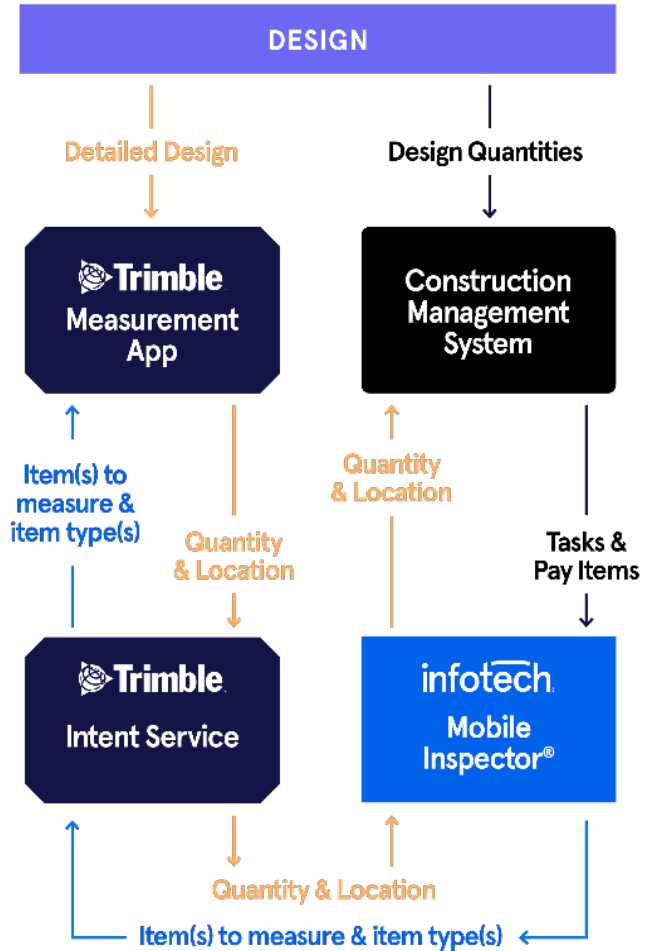 DESIGN
Detailed Design
Design Quantities
Trimble
Measurement
App
Construction
Management
System
Item(s) to
measure &
item type(s)
Quantity
& Location
Quantity
& Location
Tasks &
Pay Items
Trimble
Intent Service
infotech
Mobile
Inspector®
Quantity & Location
Item(s) to measure & item type(s)